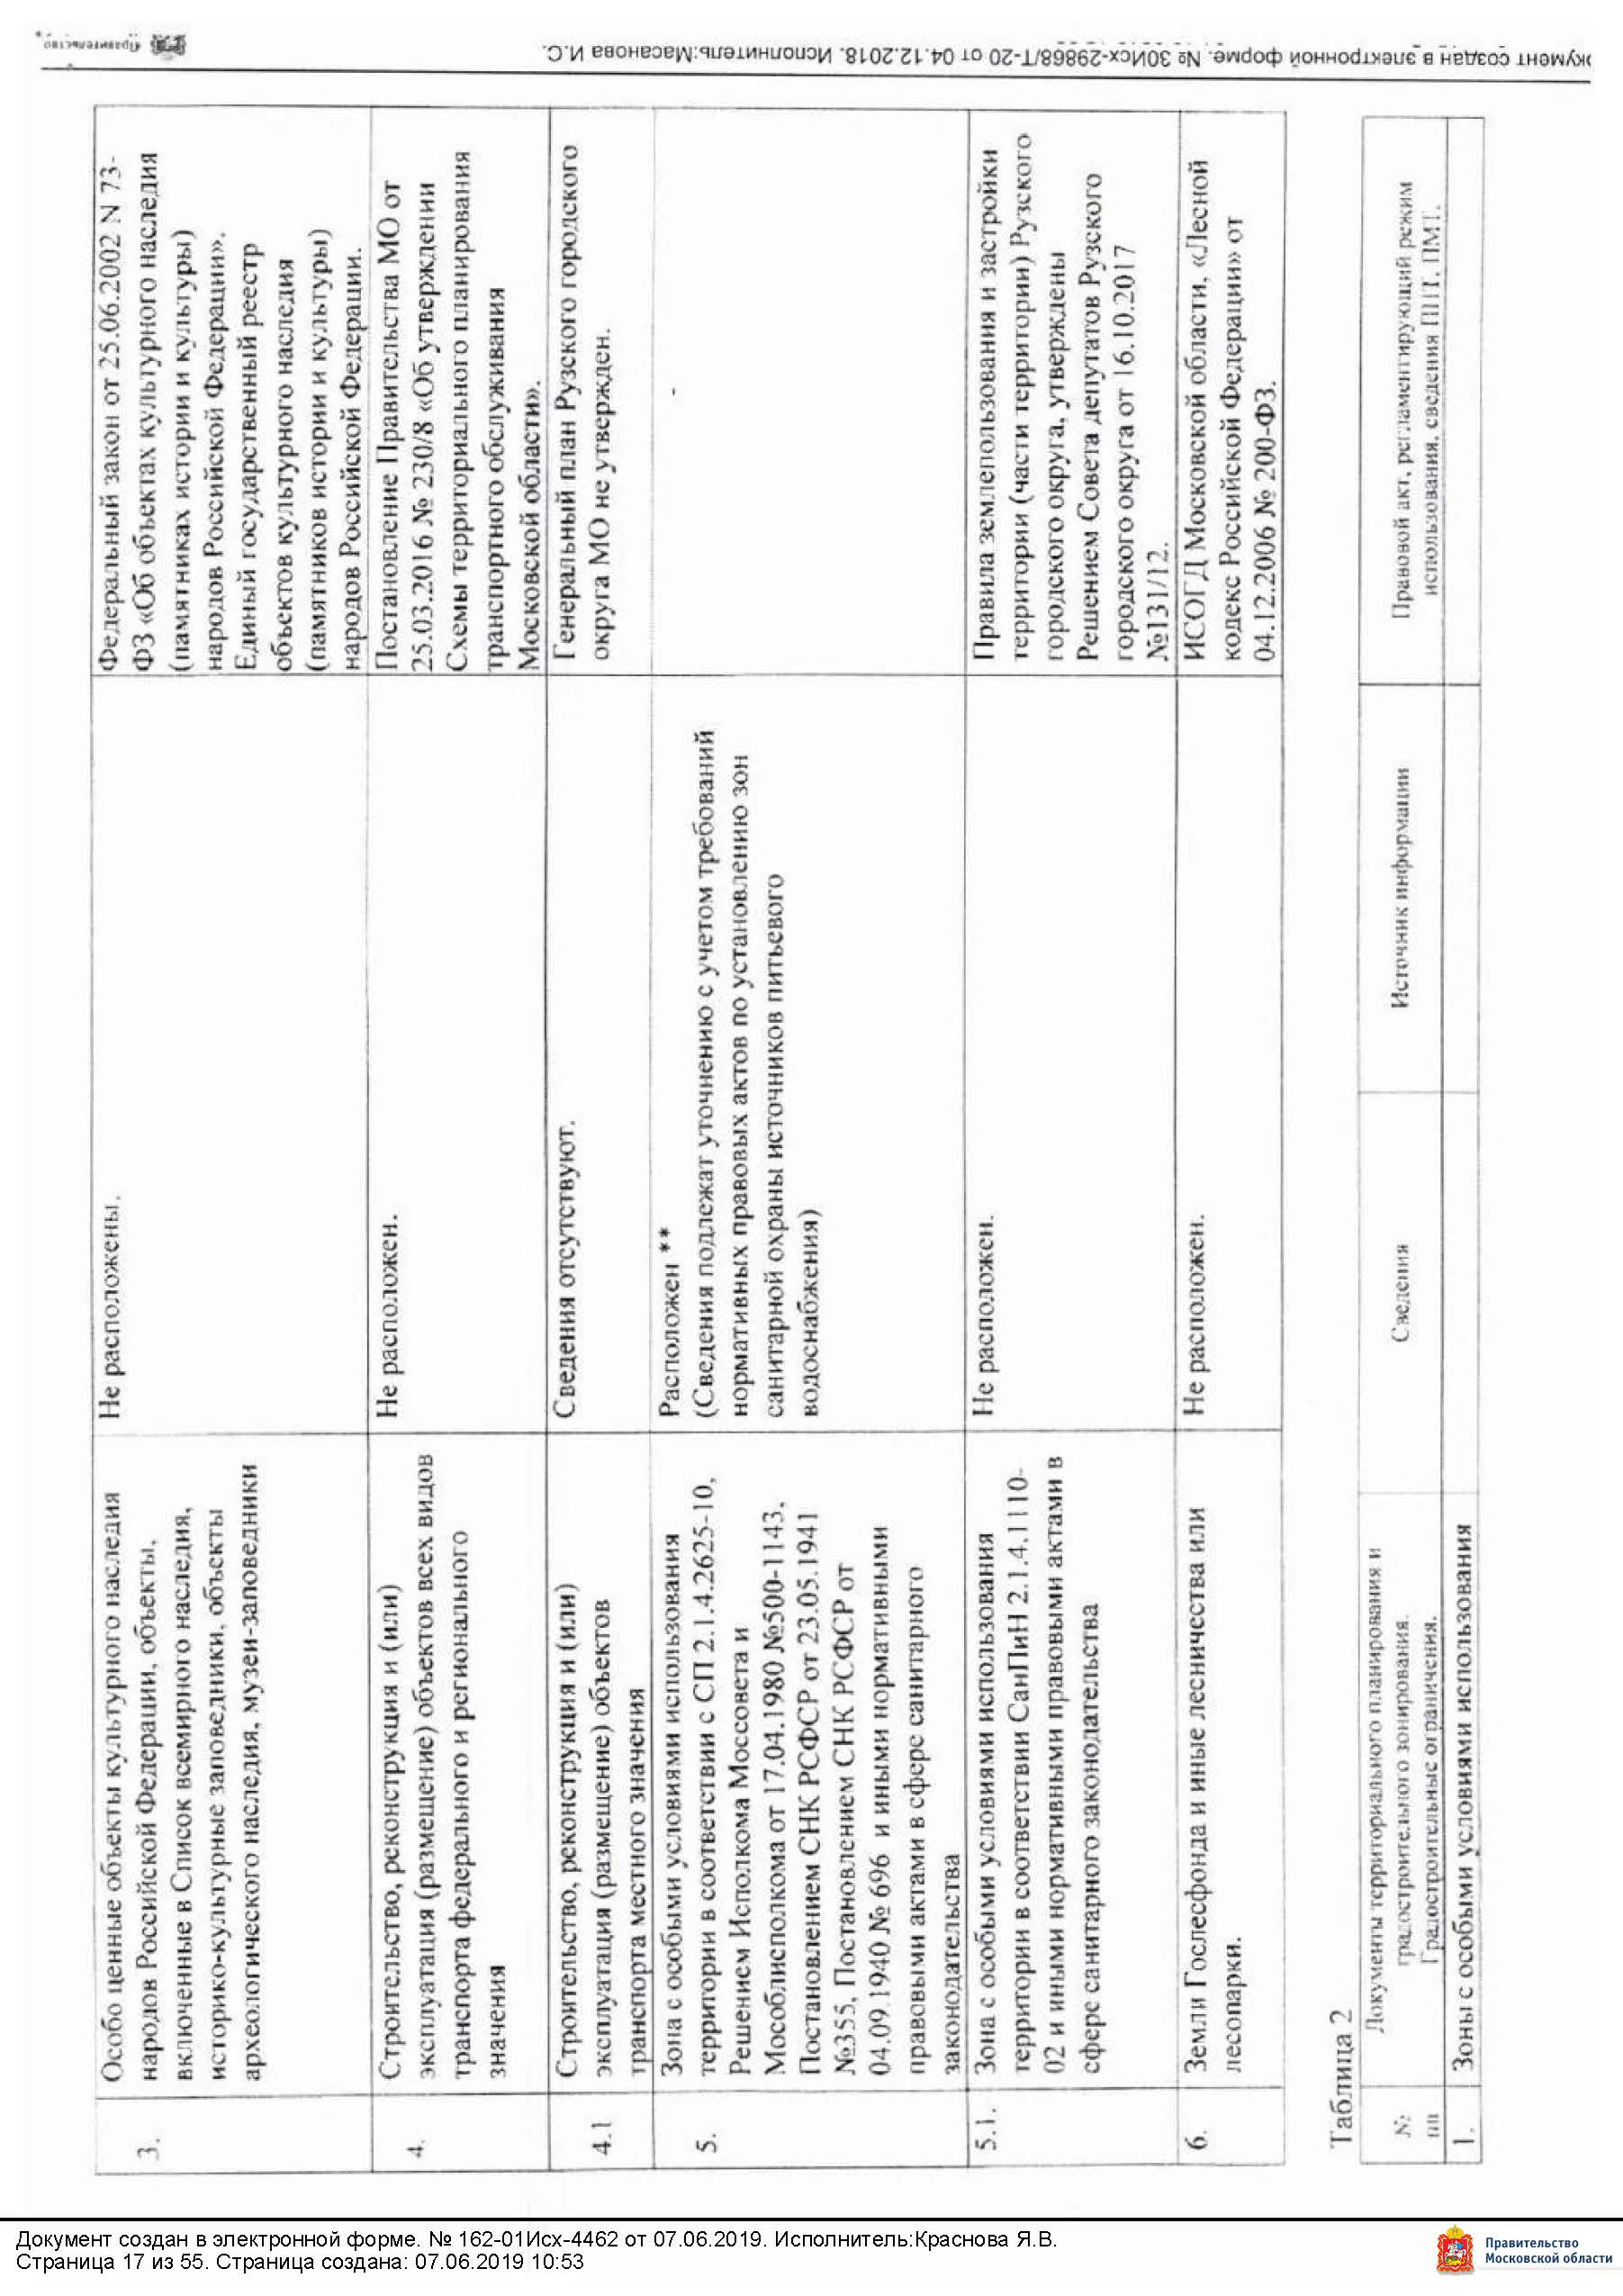 кумент создан в электронной форме. № 30Исх-29868/Т-20 от 04.12.2018. Исполнитель:Масанова И.С.
Правительство
3.
Особо ценные объекты культурного наследия
народов Российской Федерации, объекты,
включенные в Список всемирного наследия,
историко-культурные заповедники, объекты
археологического наследия, музеи-заповедники
Не расположены.
Федеральный закон от 25.06.2002 N 73-
ФЗ «Об объектах культурного наследия
(памятниках истории и культуры)
народов Российской Федерации».
Единый государственный реестр
объектов культурного наследия
(памятников истории и культуры)
народов Российской Федерации.
4.
Строительство, реконструкция и (или)
эксплуатация (размещение) объектов всех видов
транспорта федерального и регионального
значения
Не расположен.
Постановление Правительства МО от
25.03.2016 № 230/8 «Об утверждении
Схемы территориального планирования
транспортного обслуживания
Московской области».
4.1
Строительство, реконструкция и (или)
эксплуатация (размещение) объектов
транспорта местного значения
Сведения отсутствуют.
Генеральный план Рузского городского
округа МО не утвержден.
5.
Зона с особыми условиями использования
территории в соответствии с СП 2.1.4.2625-10,
Решением Исполкома Моссовета и
Мособлисполкома от 17.04.1980 №500-1143,
Постановлением СНК РСФСР от 23.05.1941
№355, Постановлением СНК РСФСР от
04.09.1940 № 696 и иными нормативными
правовыми актами в сфере санитарного
законодательства
Расположен **
(Сведения подлежат уточнению с учетом требований
нормативных правовых актов по установлению зон
санитарной охраны источников питьевого
водоснабжения)
-
5.1.
Зона с особыми условиями использования
территории в соответствии СанПиН 2.1.4.1110-
02 и иными нормативными правовыми актами в
сфере санитарного законодательства
Не расположен.
Правила землепользования и застройки
территории (части территории) Рузского
городского округа, утверждены
Решением Совета депутатов Рузского
городского округа от 16.10.2017
№131/12.
6.
Земли Гослесфонда и иные лесничества или
лесопарки.
Не расположен.
ИСОГД Московской области, «Лесной
кодекс Российской Федерации» от
04.12.2006 № 200-ФЗ.
Таблица 2
№
пп
Документы территориального планирования и
градостроительного зонирования.
Градостроительные ограничения.
Сведения
Источник информации
Правовой акт, регламентирующий режим
использования, сведения ППТ, ПМТ.
1.
Зоны с особыми условиями использования
Документ создан в электронной форме. № 162-01Исх-4462 от 07.06.2019. Исполнитель:Краснова Я.В.
Страница 17 из 55. Страница создана: 07.06.2019 10:53
Правительство
Московской области